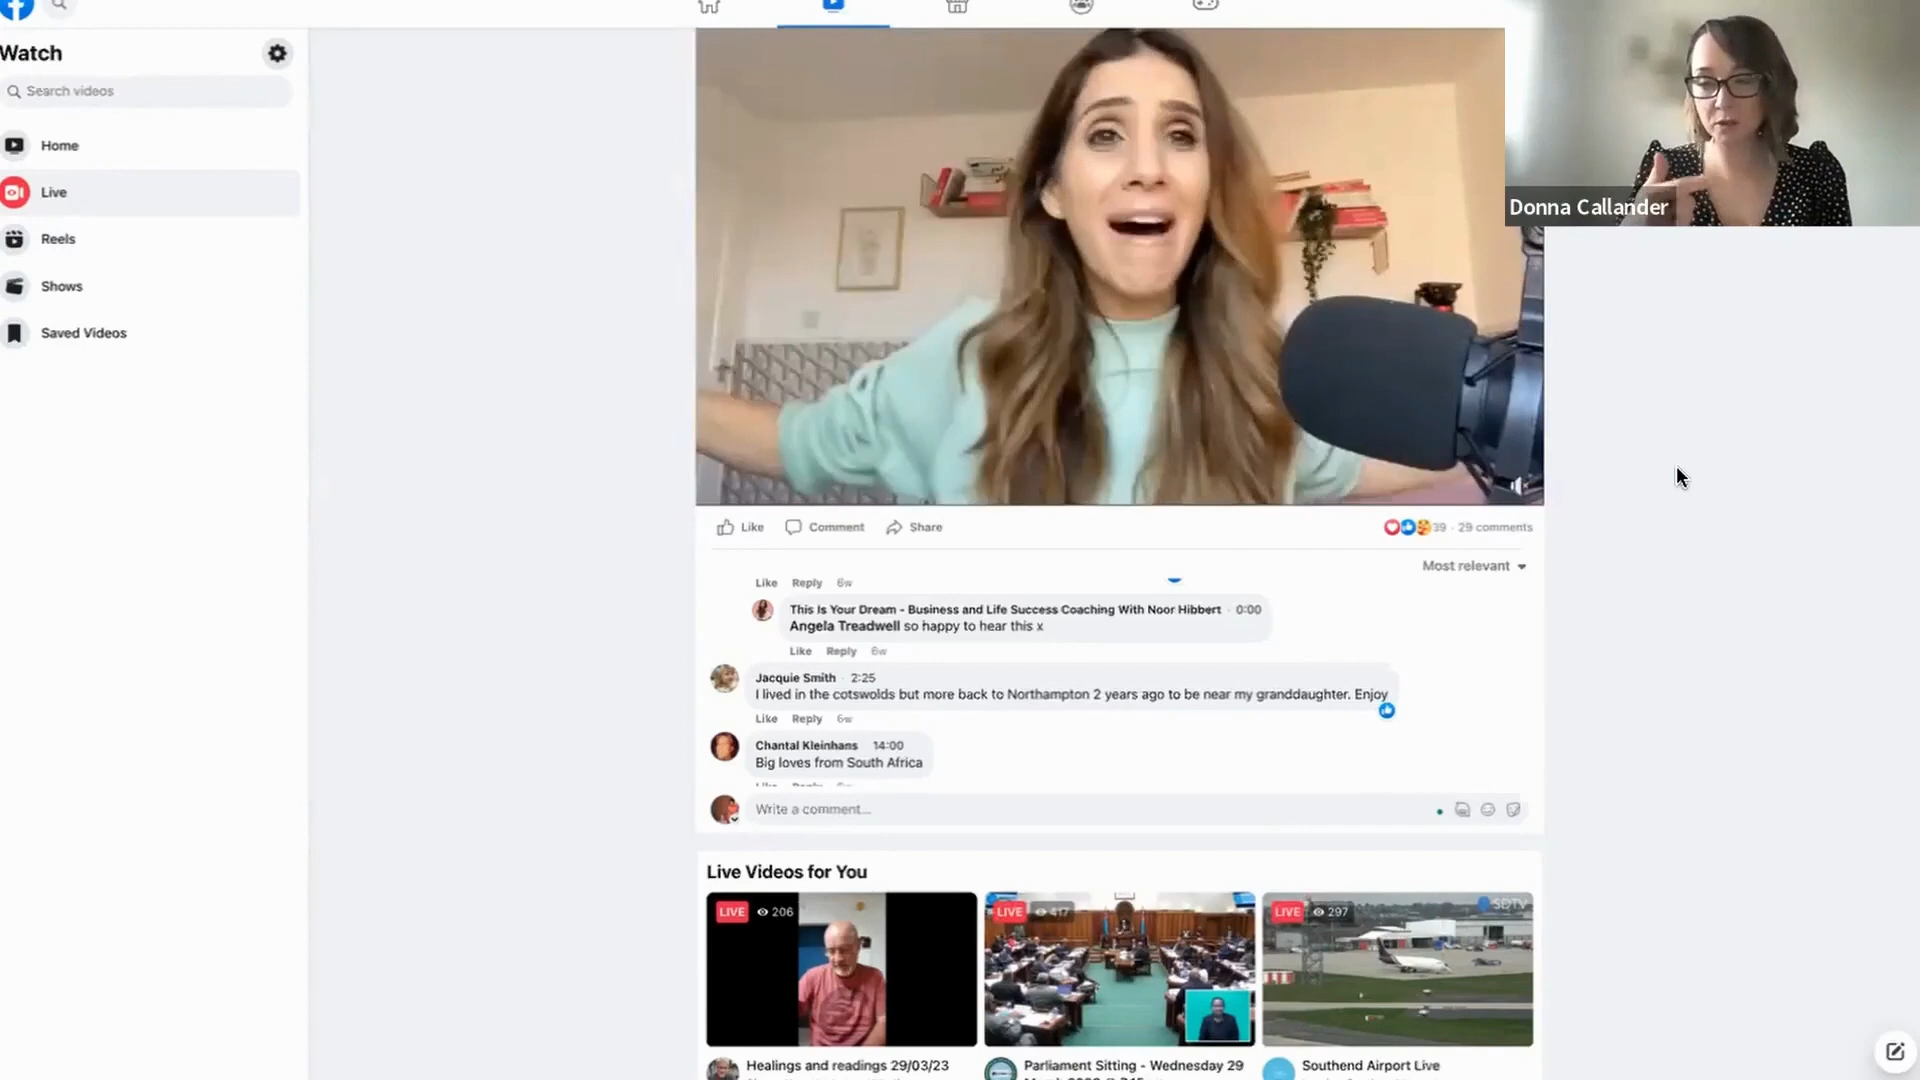 Watch
Search videos
Home
Live
Reels
Shows
Saved Videos
Donna Callander
Like
Comment
Share
39 · 29 comments
Most relevant
Like Reply 6w
This Is Your Dream - Business and Life Success Coaching With Noor Hibbert · 0:00
Angela Treadwell so happy to hear this x
Like Reply 6w
Jacquie Smith · 2:25
I lived in the cotswolds but more back to Northampton 2 years ago to be near my granddaughter. Enjoy
Like Reply 6w
Chantal Kleinhans 14:00
Big loves from South Africa
Write a comment...
Live Videos for You
LIVE 206
LIVE 417
LIVE 297
SDTV
Healings and readings 29/03/23
Parliament Sitting - Wednesday 29
Southend Airport Live